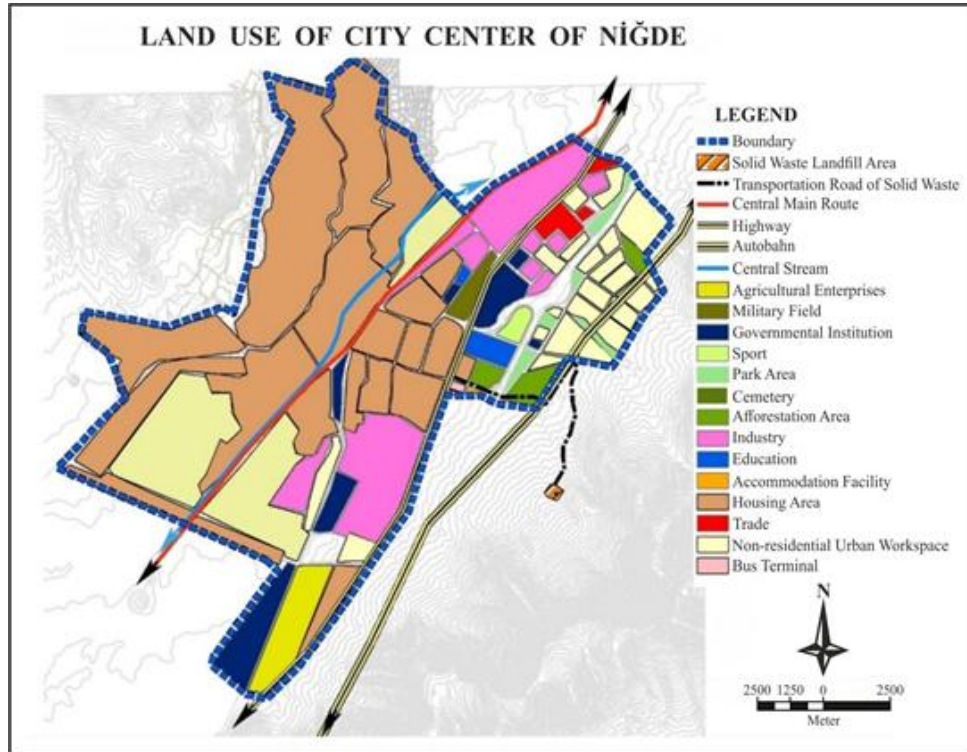 LAND USE OF CITY CENTER OF NİĞDE
LEGEND
Boundary
Solid Waste Landfill Area
Transportation Road of Solid Waste
Central Main Route
Highway
Autobahn
Central Stream
Agricultural Enterprises
Military Field
Governmental Institution
Sport
Park Area
Cemetery
Afforestation Area
Industry
Education
Accommodation Facility
Housing Area
Trade
Non-residential Urban Workspace
Bus Terminal
N
2500 1250 0 2500
Meter